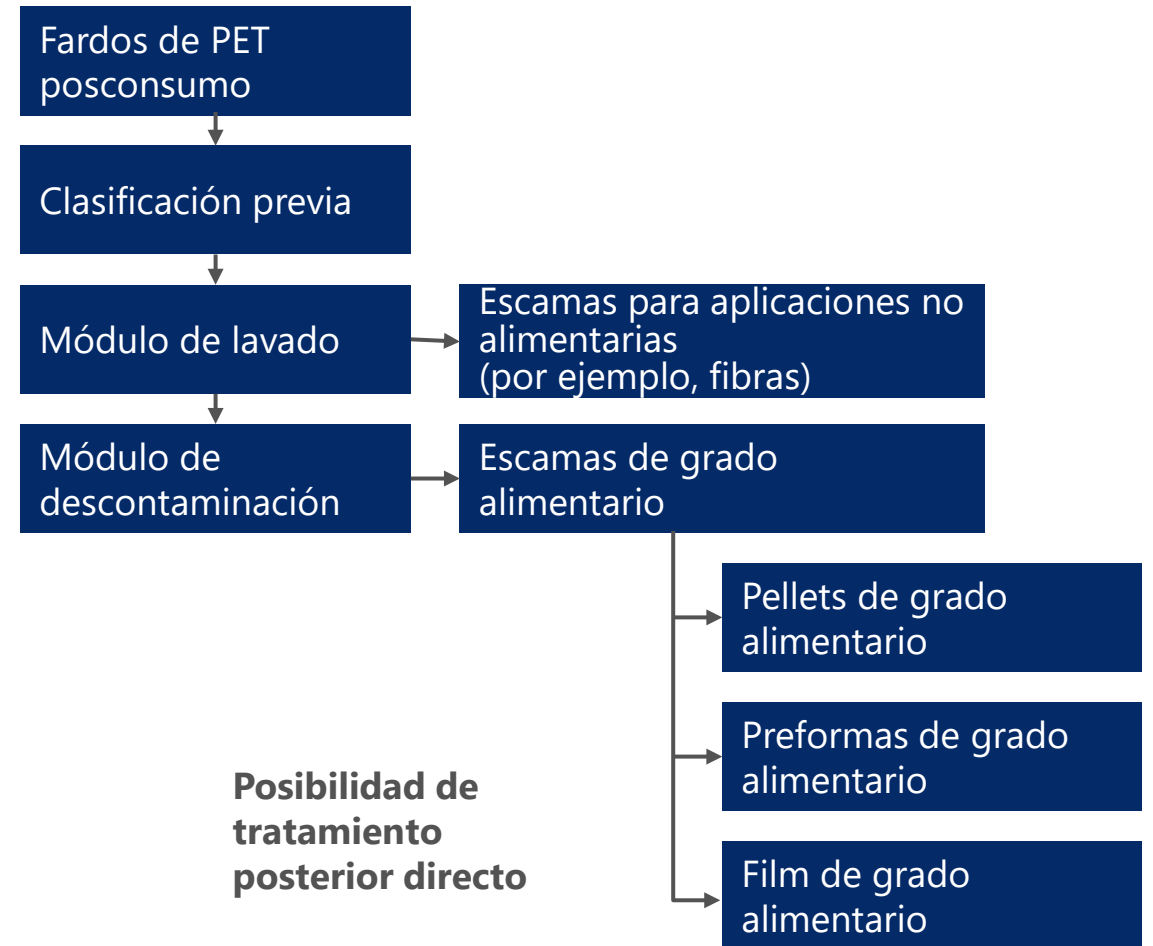 Fardos de PET
posconsumo
Clasificación previa
Módulo de lavado
Escamas para aplicaciones no
alimentarias
(por ejemplo, fibras)
Módulo de
descontaminación
Escamas de grado
alimentario
Pellets de grado
alimentario
Preformas de grado
alimentario
Posibilidad de
tratamiento
posterior directo
Film de grado
alimentario